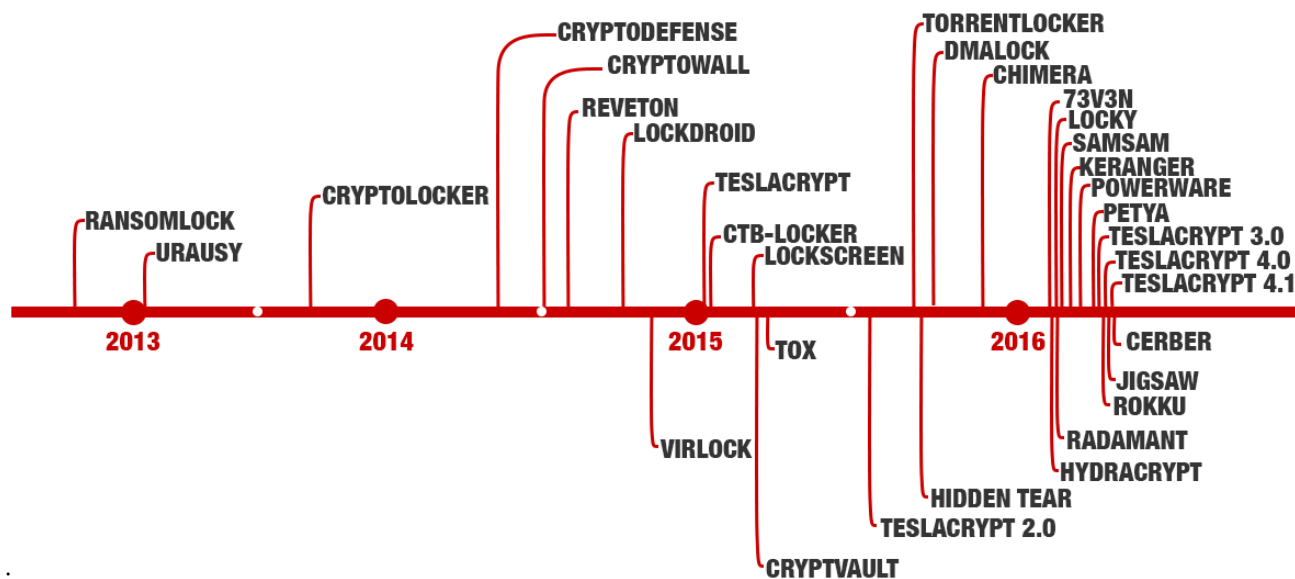 CRYPTODEFENSE
CRYPTOWALL
REVETON
LOCKDROID
CRYPTOLOCKER
RANSOMLOCK
URAUSY
TESLACRYPT
CTB-LOCKER
LOCKSCREEN
TORRENTLOCKER
DMALOCK
CHIMERA
73V3N
LOCKY
SAMSAM
KERANGER
POWERWARE
PETYA
TESLACRYPT 3.0
TESLACRYPT 4.0
TESLACRYPT 4.1
2013
2014
2015
2016
TOX
VIRLOCK
CERBER
JIGSAW
ROKKU
RADAMANT
HYDRACRYPT
HIDDEN TEAR
TESLACRYPT 2.0
CRYPTVAULT
.